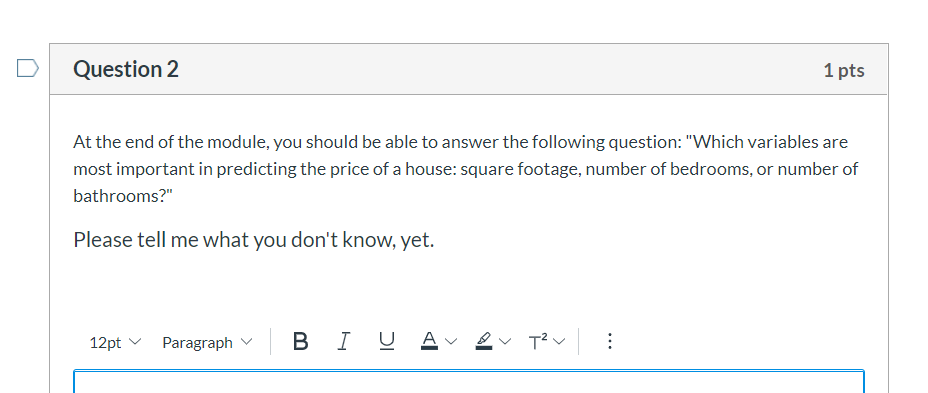 Question 2
1 pts
At the end of the module, you should be able to answer the following question: "Which variables are
most important in predicting the price of a house: square footage, number of bedrooms, or number of
bathrooms?"
Please tell me what you don't know, yet.
12pt Paragraph B I U A T²